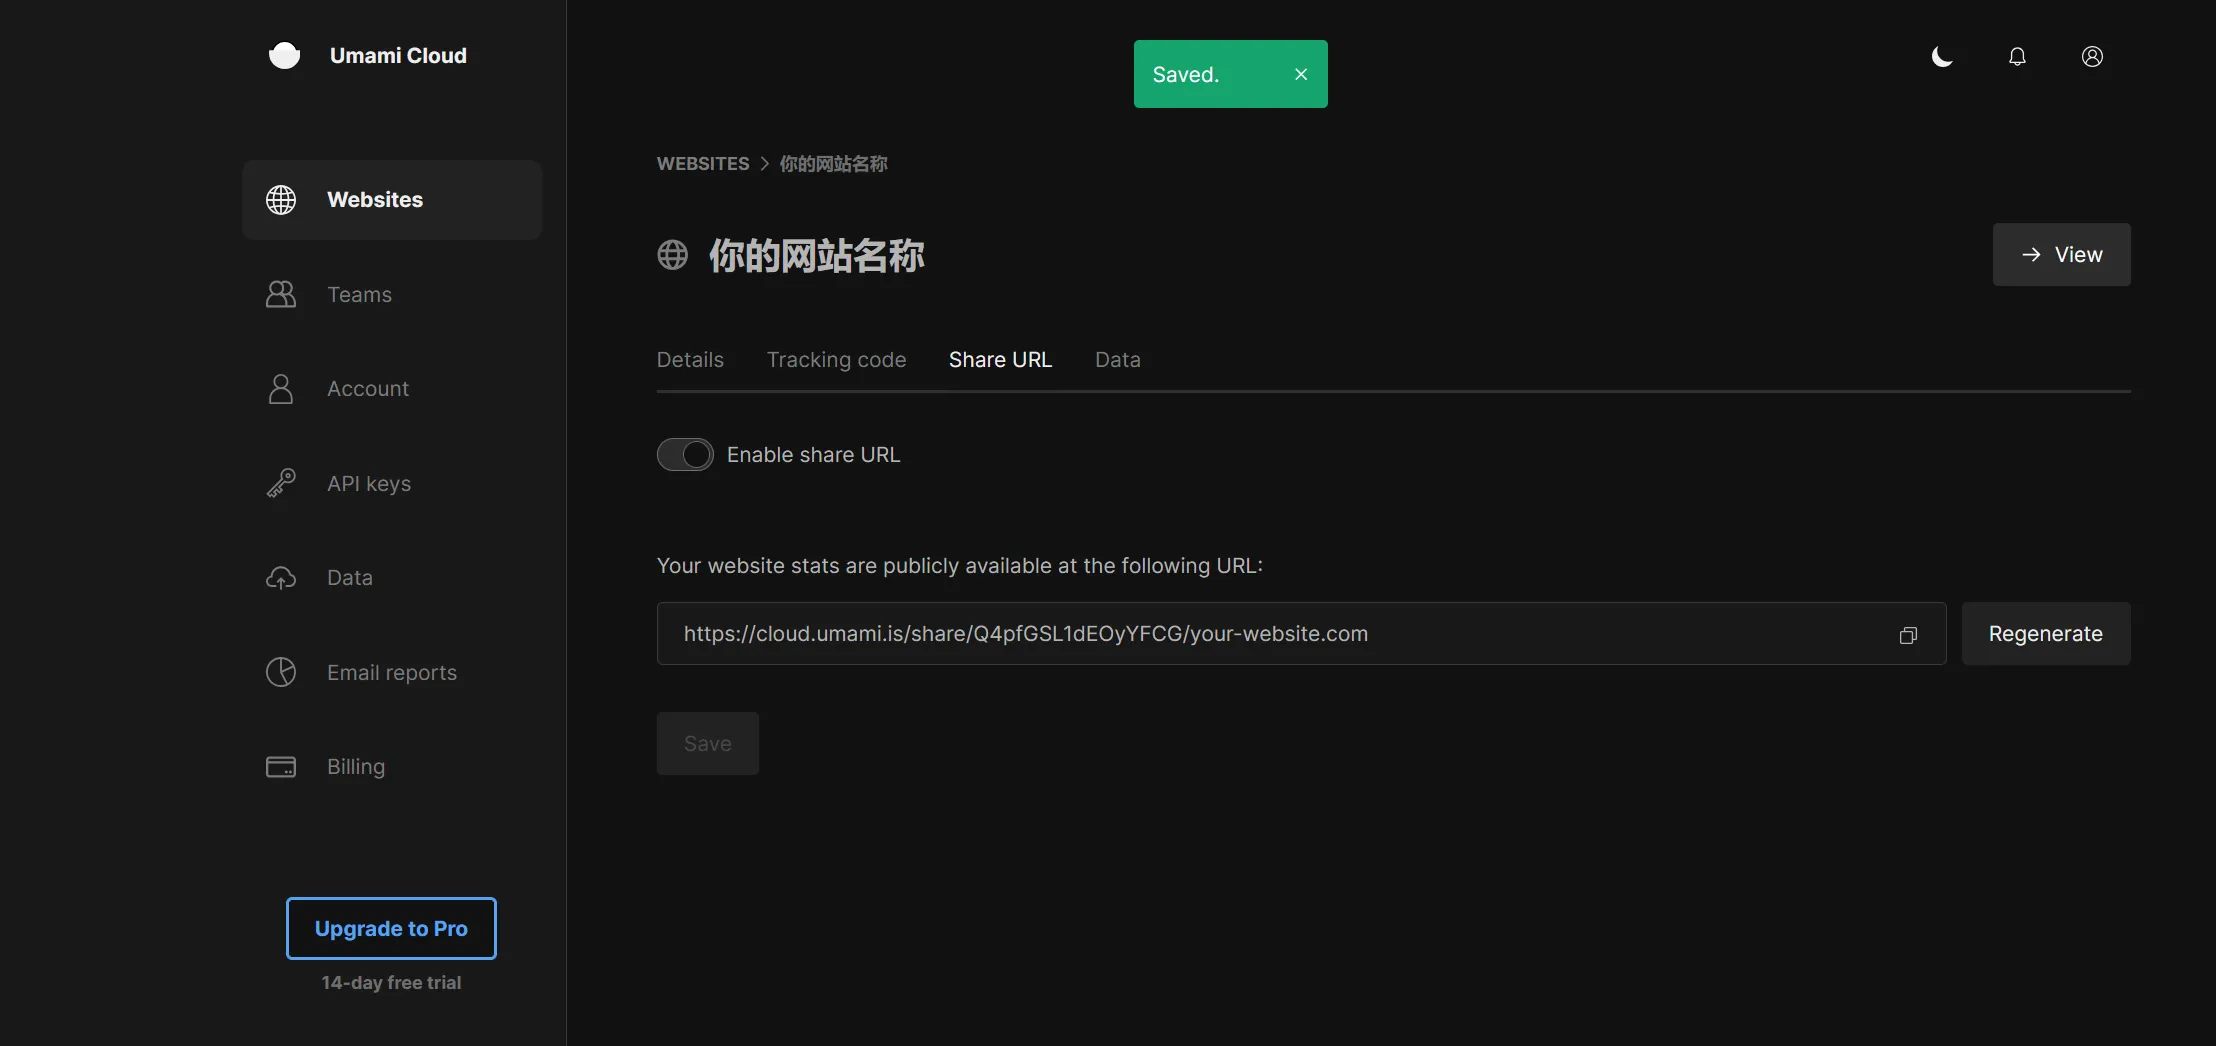 Umami Cloud
Saved.
Websites
Teams
Account
API keys
Data
Email reports
Billing
Upgrade to Pro
14-day free trial
WEBSITES > 你的网站名称
你的网站名称
View
Details Tracking code Share URL Data
Enable share URL
Your website stats are publicly available at the following URL:
https://cloud.umami.is/share/Q4pfGSL1dEOyYFCG/your-website.com
Regenerate
Save